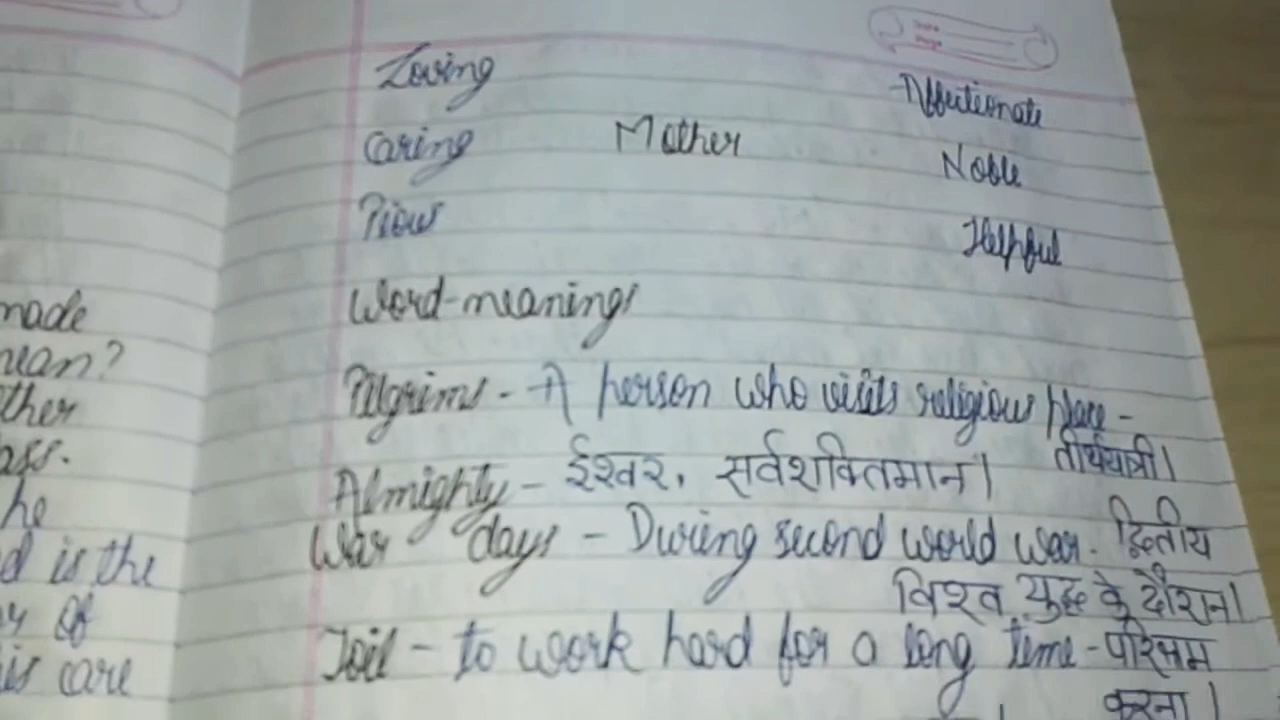 made
mean?
other
ass.
he
d is the
y of
is care
Loving
Affectionate
Caring
Mother
Noble
Pious
Helpful
Word-meanings
Pilgrims - A person who visits religious place -
तीर्थयात्री।
Almighty - ईश्वर, सर्वशक्तिमान।
War days - During second world war. द्वितीय
विश्व युद्ध के दौरान।
Toil - to work hard for a long time - परिश्रम
करना।